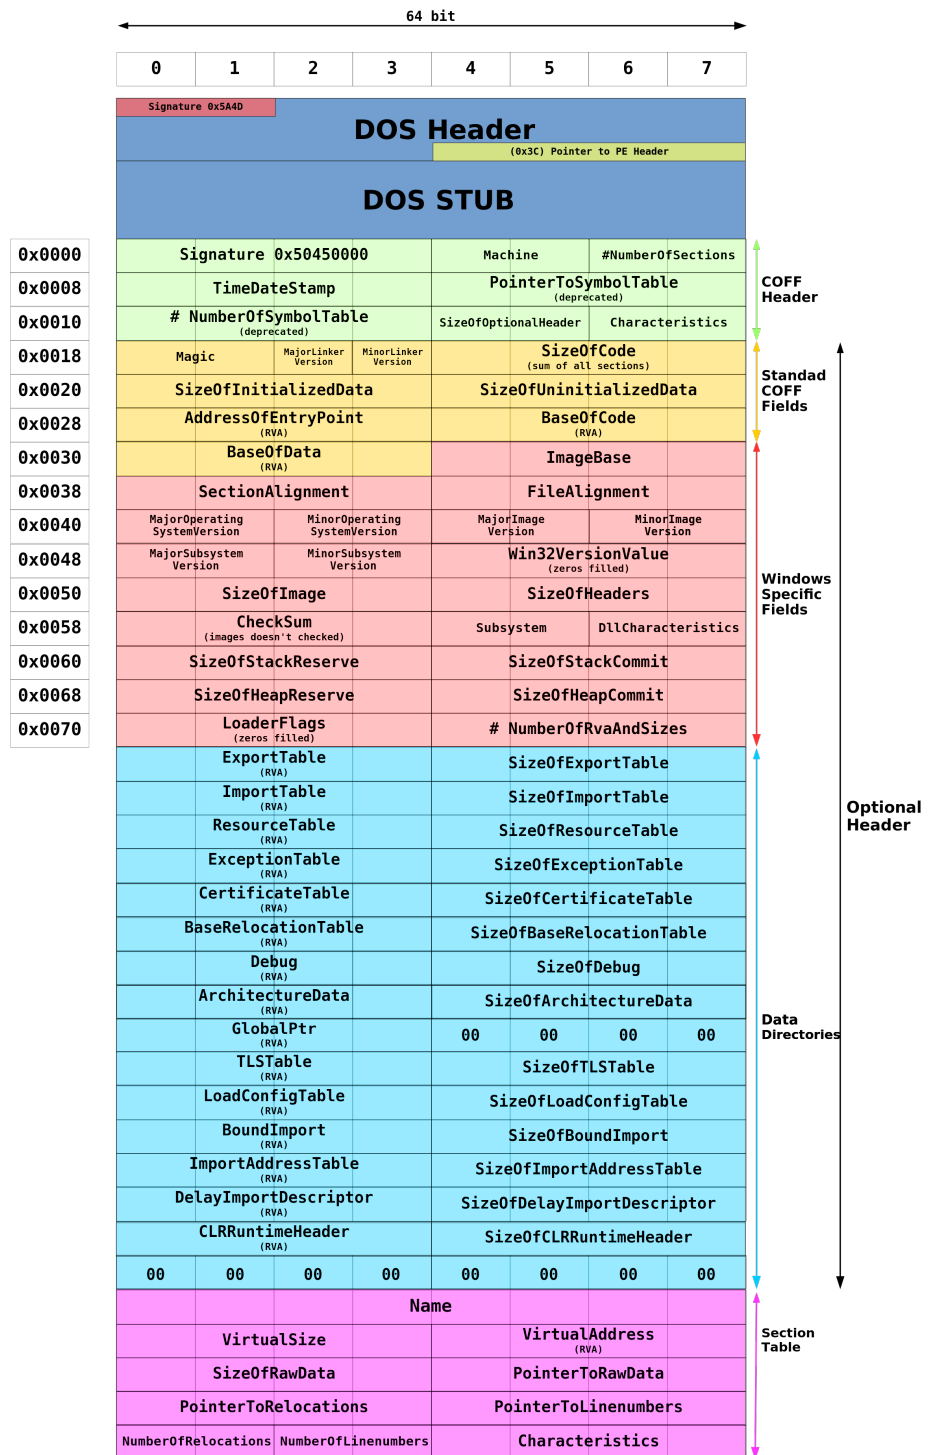 64 bit
0 1 2 3 4 5 6 7
Signature 0x5A4D
DOS Header
(0x3C) Pointer to PE Header
DOS STUB
0x0000 Signature 0x50450000 Machine #NumberOfSections
COFF
Header
0x0008 TimeDateStamp PointerToSymbolTable
(deprecated)
0x0010 # NumberOfSymbolTable
(deprecated)
SizeOfOptionalHeader Characteristics
0x0018 Magic
MajorLinker
Version
MinorLinker
Version
SizeOfCode
(sum of all sections)
Standad
COFF
Fields
0x0020 SizeOfInitializedData SizeOfUninitializedData
0x0028 AddressOfEntryPoint
(RVA)
BaseOfCode
(RVA)
0x0030 BaseOfData
(RVA)
ImageBase
0x0038 SectionAlignment FileAlignment
0x0040 MajorOperating
SystemVersion
MinorOperating
SystemVersion
MajorImage
Version
MinorImage
Version
0x0048 MajorSubsystem
Version
MinorSubsystem
Version
Win32VersionValue
(zeros filled)
0x0050 SizeOfImage SizeOfHeaders
Windows
Specific
Fields
0x0058 CheckSum
(images doesn't checked)
Subsystem DllCharacteristics
0x0060 SizeOfStackReserve SizeOfStackCommit
0x0068 SizeOfHeapReserve SizeOfHeapCommit
0x0070 LoaderFlags
(zeros filled)
# NumberOfRvaAndSizes
ExportTable
(RVA)
SizeOfExportTable
ImportTable
(RVA)
SizeOfImportTable
Optional
Header
ResourceTable
(RVA)
SizeOfResourceTable
ExceptionTable
(RVA)
SizeOfExceptionTable
CertificateTable
(RVA)
SizeOfCertificateTable
BaseRelocationTable
(RVA)
SizeOfBaseRelocationTable
Debug
(RVA)
SizeOfDebug
ArchitectureData
(RVA)
SizeOfArchitectureData
GlobalPtr
(RVA)
00 00 00 00
Data
Directories
TLSTable
(RVA)
SizeOfTLSTable
LoadConfigTable
(RVA)
SizeOfLoadConfigTable
BoundImport
(RVA)
SizeOfBoundImport
ImportAddressTable
(RVA)
SizeOfImportAddressTable
DelayImportDescriptor
(RVA)
SizeOfDelayImportDescriptor
CLRRuntimeHeader
(RVA)
SizeOfCLRRuntimeHeader
00 00 00 00 00 00 00 00
Name
VirtualSize VirtualAddress
(RVA)
Section
Table
SizeOfRawData PointerToRawData
PointerToRelocations PointerToLinenumbers
NumberOfRelocations NumberOfLinenumbers Characteristics